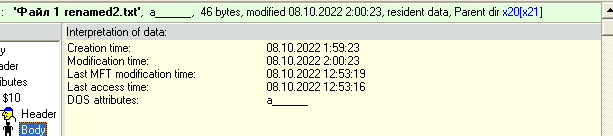 'Файл 1 renamed2.txt', a______, 46 bytes, modified 08.10.2022 2:00:23, resident data, Parent dir x20[x21]
Interpretation of data:
Creation time: 08.10.2022 1:59:23
Modification time: 08.10.2022 2:00:23
Last MFT modification time: 08.10.2022 12:53:19
Last access time: 08.10.2022 12:53:16
DOS attributes: a______
dy
ader
ributes
$10
Header
Body